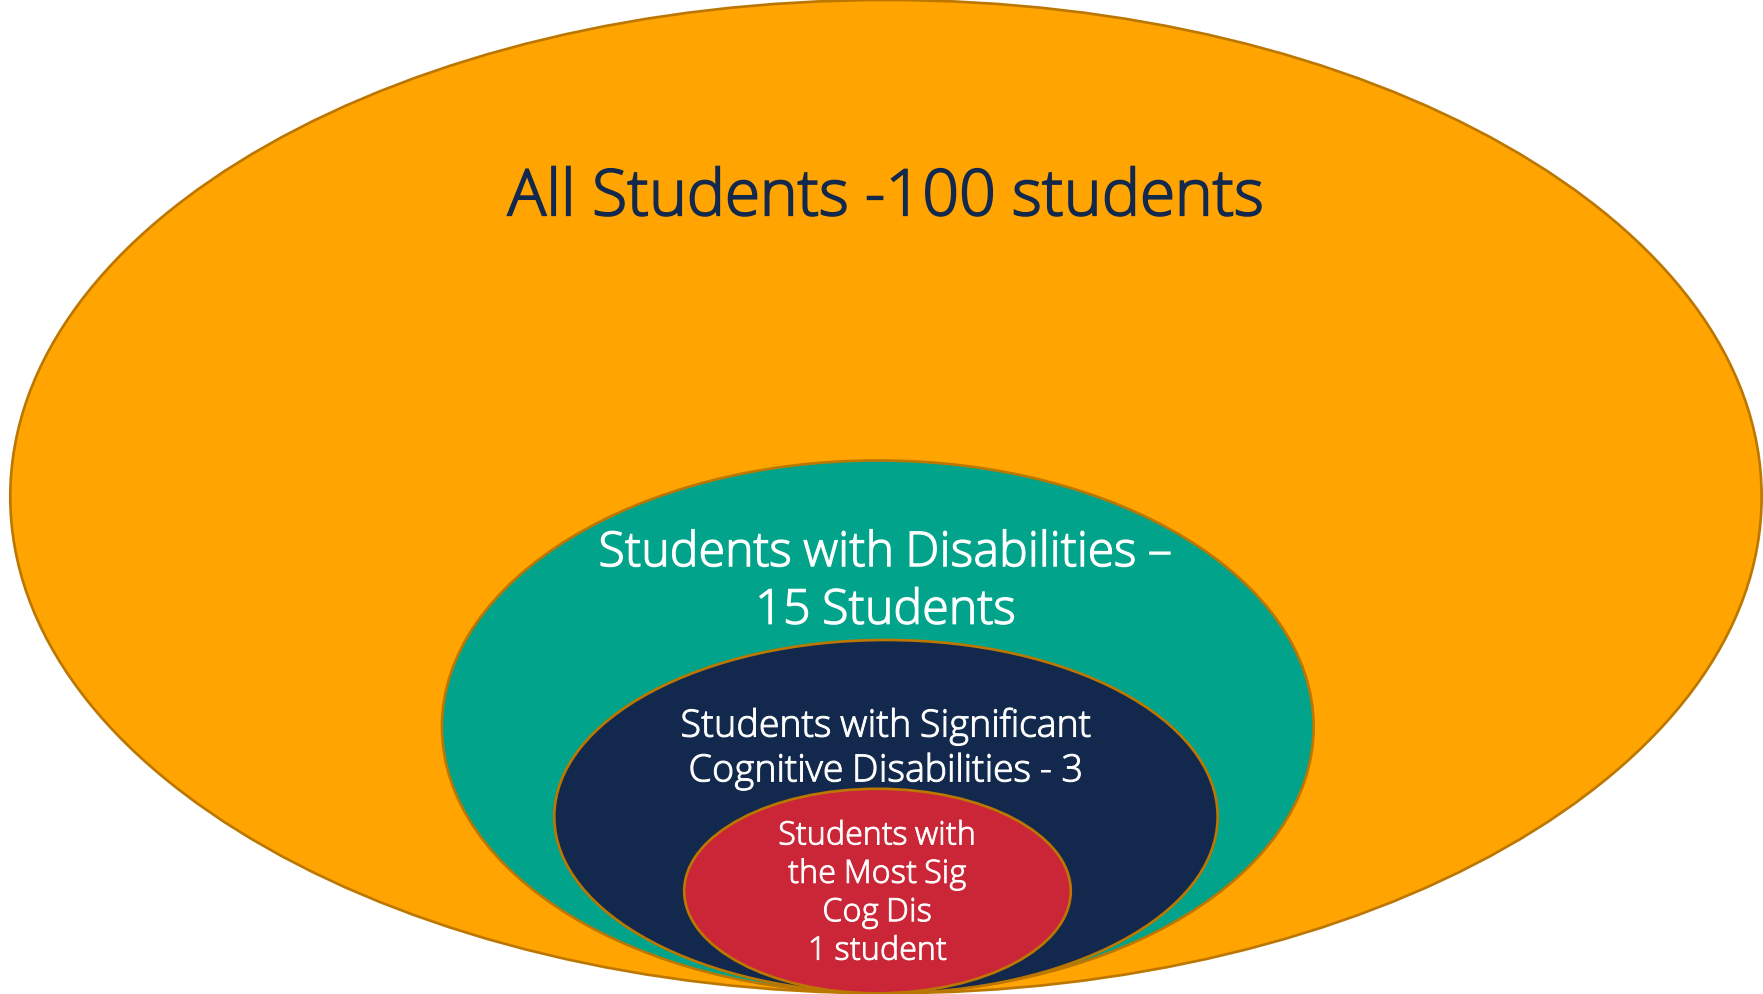 All Students -100 students
Students with Disabilities –
15 Students
Students with Significant
Cognitive Disabilities - 3
Students with
the Most Sig
Cog Dis
1 student